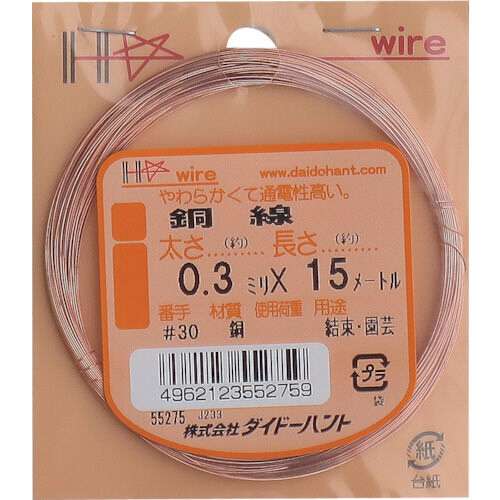 wire
wire www.daidohant.com
やわらかくて通電性高い。
銅 線
太さ(約)........ 長さ(約)........
0.3ミリX 15メートル
番手 材質 使用荷重 用途
#30 銅 結束・園芸
4962123552759
プラ
袋
55275 J233
株式会社ダイドーハント
紙
台紙